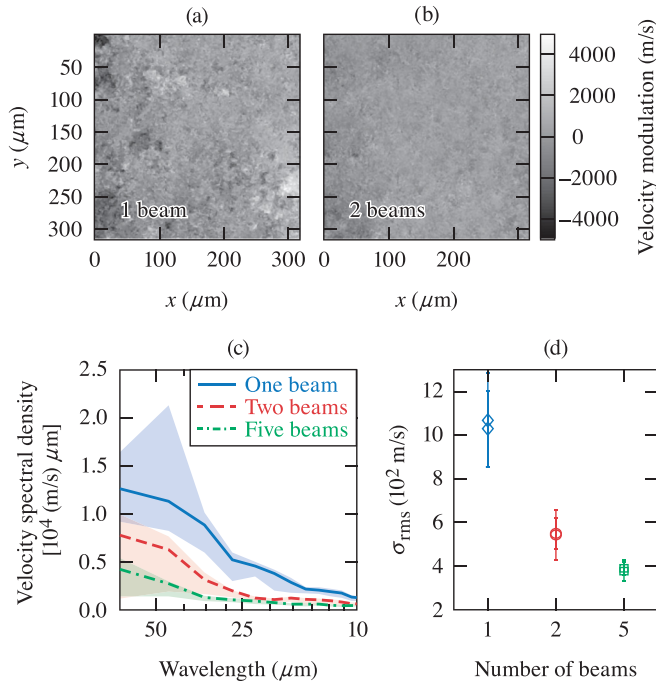 (a)
(b)
0
50
100
150
200
250
300
y (μm)
1 beam
2 beams
0
100
200
300
0
100
200
x (μm)
x (μm)
4000
2000
0
–2000
–4000
Velocity modulation (m/s)
(c)
2.5
2.0
1.5
1.0
0.5
0.0
Velocity spectral density
[10⁴ (m/s) μm]
One beam
Two beams
Five beams
50
25
10
Wavelength (μm)
(d)
12
10
8
6
4
2
σrms (10² m/s)
1
2
5
Number of beams